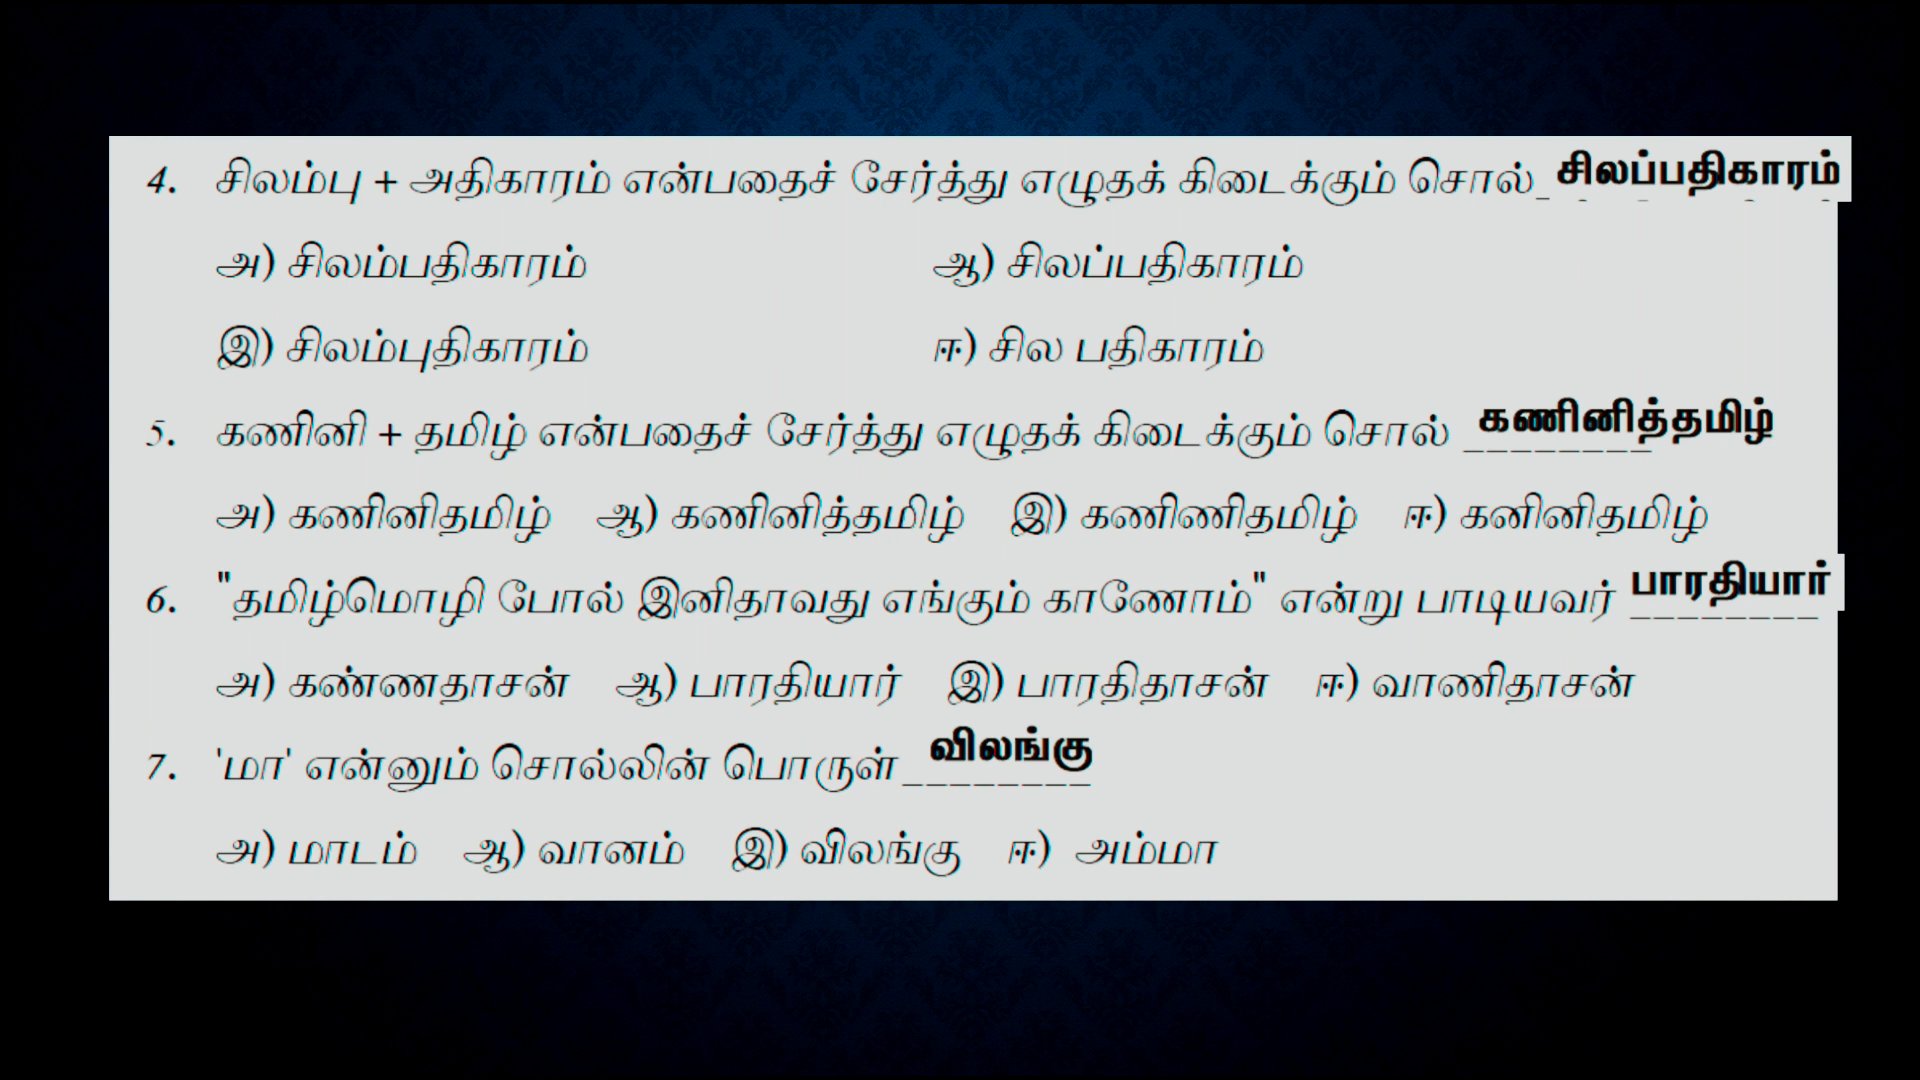 4. சிலம்பு + அதிகாரம் என்பதைச் சேர்த்து எழுதக் கிடைக்கும் சொல்_ சிலப்பதிகாரம்
அ) சிலம்பதிகாரம் ஆ) சிலப்பதிகாரம்
இ) சிலம்புதிகாரம் ஈ) சில பதிகாரம்
5. கணினி + தமிழ் என்பதைச் சேர்த்து எழுதக் கிடைக்கும் சொல் ________ கணினித்தமிழ்
அ) கணினிதமிழ் ஆ) கணினித்தமிழ் இ) கணிணிதமிழ் ஈ) கனினிதமிழ்
6. "தமிழ்மொழி போல் இனிதாவது எங்கும் காணோம்" என்று பாடியவர் ________ பாரதியார்
அ) கண்ணதாசன் ஆ) பாரதியார் இ) பாரதிதாசன் ஈ) வாணிதாசன்
7. 'மா' என்னும் சொல்லின் பொருள் ________ விலங்கு
அ) மாடம் ஆ) வானம் இ) விலங்கு ஈ) அம்மா